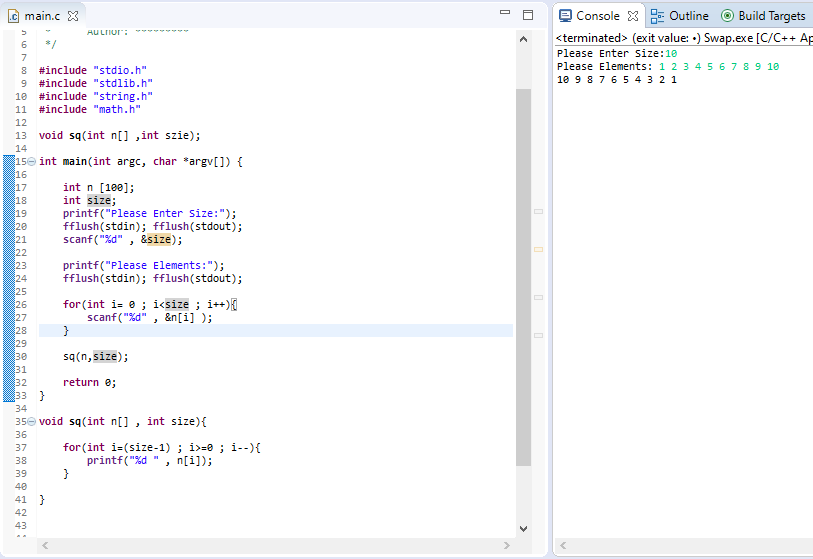 main.c
Author: *********
6 */
7
8 #include "stdio.h"
9 #include "stdlib.h"
10 #include "string.h"
11 #include "math.h"
12
13 void sq(int n[] ,int szie);
14
15 int main(int argc, char *argv[]) {
16
17 int n [100];
18 int size;
19 printf("Please Enter Size:");
20 fflush(stdin); fflush(stdout);
21 scanf("%d" , &size);
22
23 printf("Please Elements:");
24 fflush(stdin); fflush(stdout);
25
26 for(int i= 0 ; i<size ; i++){
27 scanf("%d" , &n[i] );
28 }
29
30 sq(n,size);
31
32 return 0;
33 }
34
35 void sq(int n[] , int size){
36
37 for(int i=(size-1) ; i>=0 ; i--){
38 printf("%d " , n[i]);
39 }
40
41 }
42
43
Console Outline Build Targets
<terminated> (exit value: •) Swap.exe [C/C++ Ap
Please Enter Size:10
Please Elements: 1 2 3 4 5 6 7 8 9 10
10 9 8 7 6 5 4 3 2 1